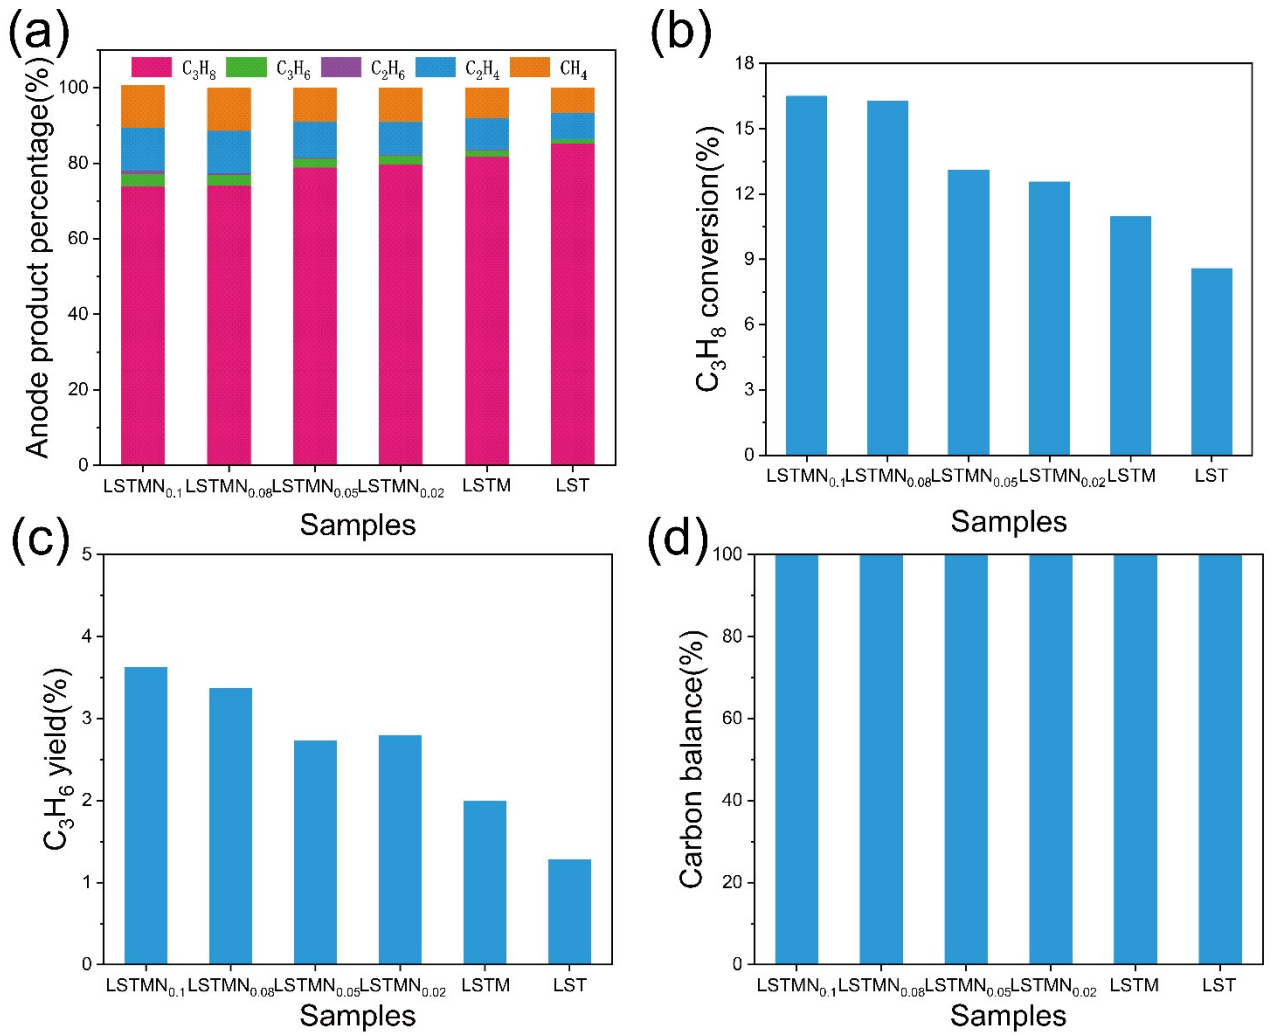 (a)
Anode product percentage(%)
C₃H₈ C₃H₆ C₂H₆ C₂H₄ CH₄
100
80
60
40
20
0
LSTMN₀.₁ LSTMN₀.₀₈ LSTMN₀.₀₅ LSTMN₀.₀₂ LSTM LST
Samples
(b)
C₃H₈ conversion(%)
18
15
12
9
6
3
0
LSTMN₀.₁ LSTMN₀.₀₈ LSTMN₀.₀₅ LSTMN₀.₀₂ LSTM LST
Samples
(c)
C₃H₆ yield(%)
5
4
3
2
1
0
LSTMN₀.₁ LSTMN₀.₀₈ LSTMN₀.₀₅ LSTMN₀.₀₂ LSTM LST
Samples
(d)
Carbon balance(%)
100
80
60
40
20
0
LSTMN₀.₁ LSTMN₀.₀₈ LSTMN₀.₀₅ LSTMN₀.₀₂ LSTM LST
Samples